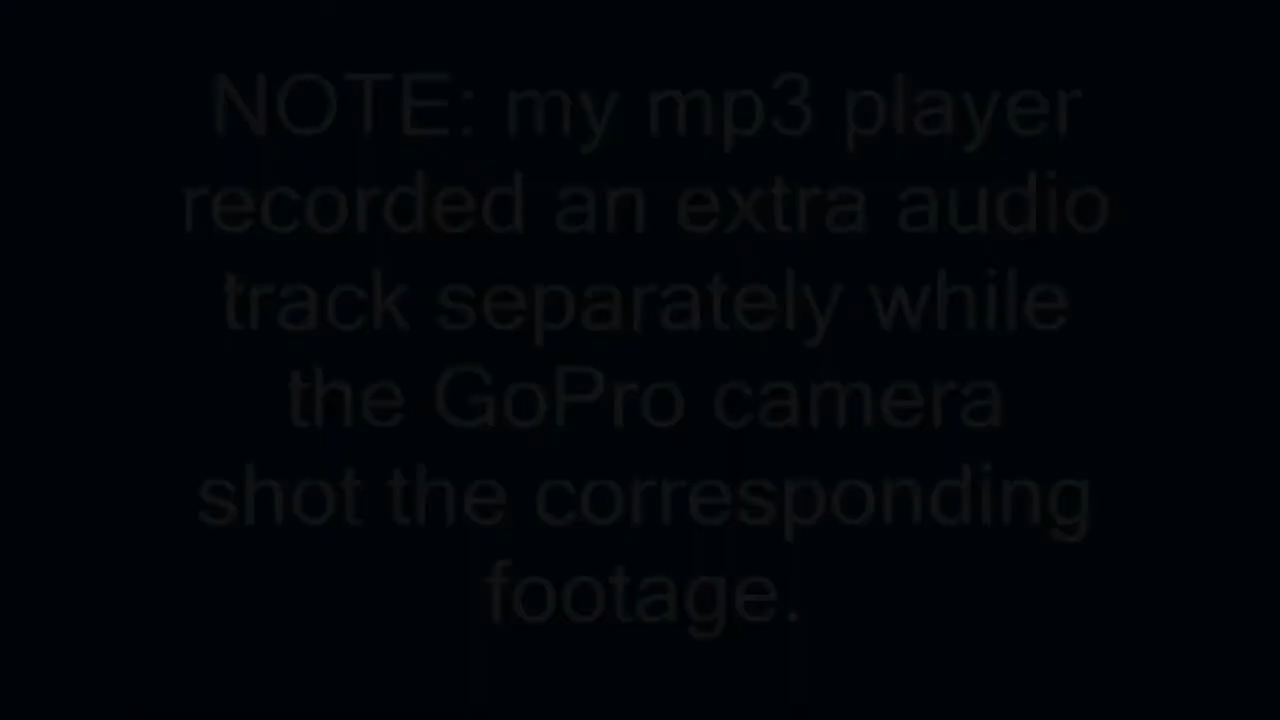 NOTE: my mp3 player
recorded an extra audio
track separately while
the GoPro camera
shot the corresponding
footage.